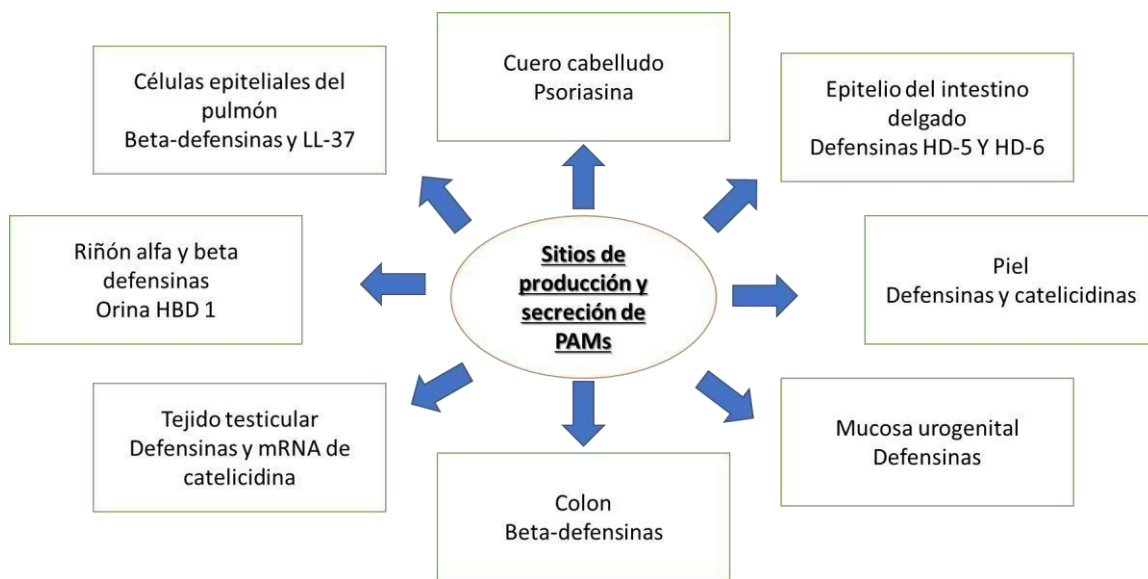 Células epiteliales del
pulmón
Beta-defensinas y LL-37
Cuero cabelludo
Psoriasina
Epitelio del intestino
delgado
Defensinas HD-5 Y HD-6
Riñón alfa y beta
defensinas
Orina HBD 1
Sitios de
producción y
secreción de
PAMs
Piel
Defensinas y catelicidinas
Tejido testicular
Defensinas y mRNA de
catelicidina
Colon
Beta-defensinas
Mucosa urogenital
Defensinas